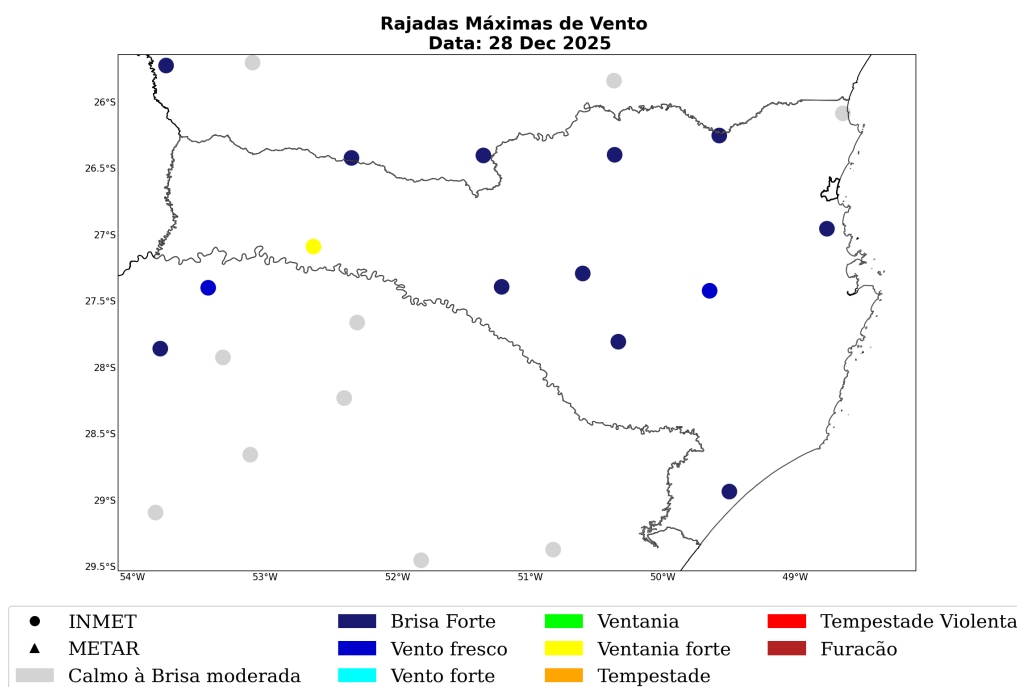 Rajadas Máximas de Vento
Data: 28 Dec 2025
26°S
26.5°S
27°S
27.5°S
28°S
28.5°S
29°S
29.5°S
54°W
53°W
52°W
51°W
50°W
49°W
INMET
METAR
Calmo à Brisa moderada
Brisa Forte
Vento fresco
Vento forte
Ventania
Ventania forte
Tempestade
Tempestade Violenta
Furacão